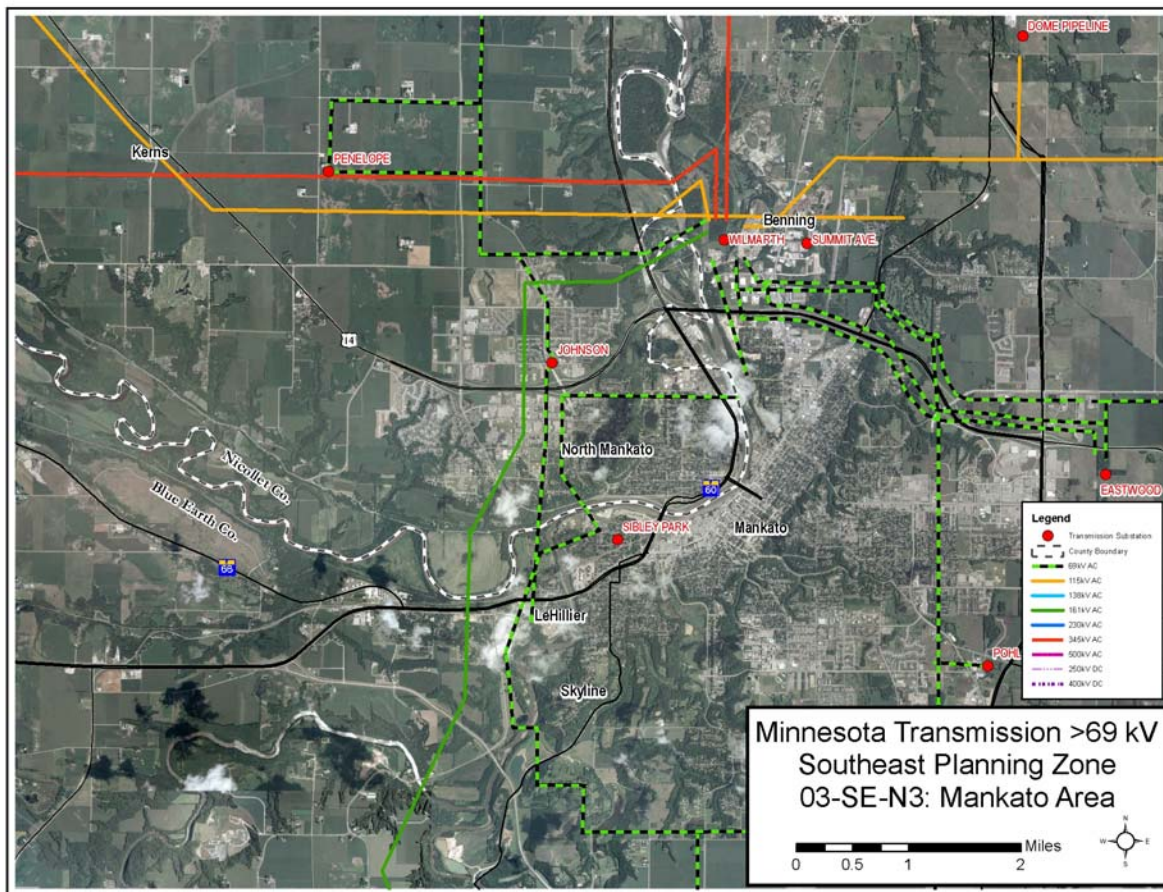 DOME PIPELINE
Kerns
PENELOPE
Benning
WILMARTH
SUMMIT AVE
14
JOHNSON
North Mankato
Nicollet Co.
Blue Earth Co.
60
Mankato
EASTWOOD
SIBLEY PARK
LeHillier
Skyline
POHL
Legend
Transmission Substation
County Boundary
69kV AC
115kV AC
138kV AC
161kV AC
230kV AC
345kV AC
500kV AC
250kV DC
400kV DC
Minnesota Transmission >69 kV
Southeast Planning Zone
03-SE-N3: Mankato Area
0 0.5 1 2 Miles
N
W E
S